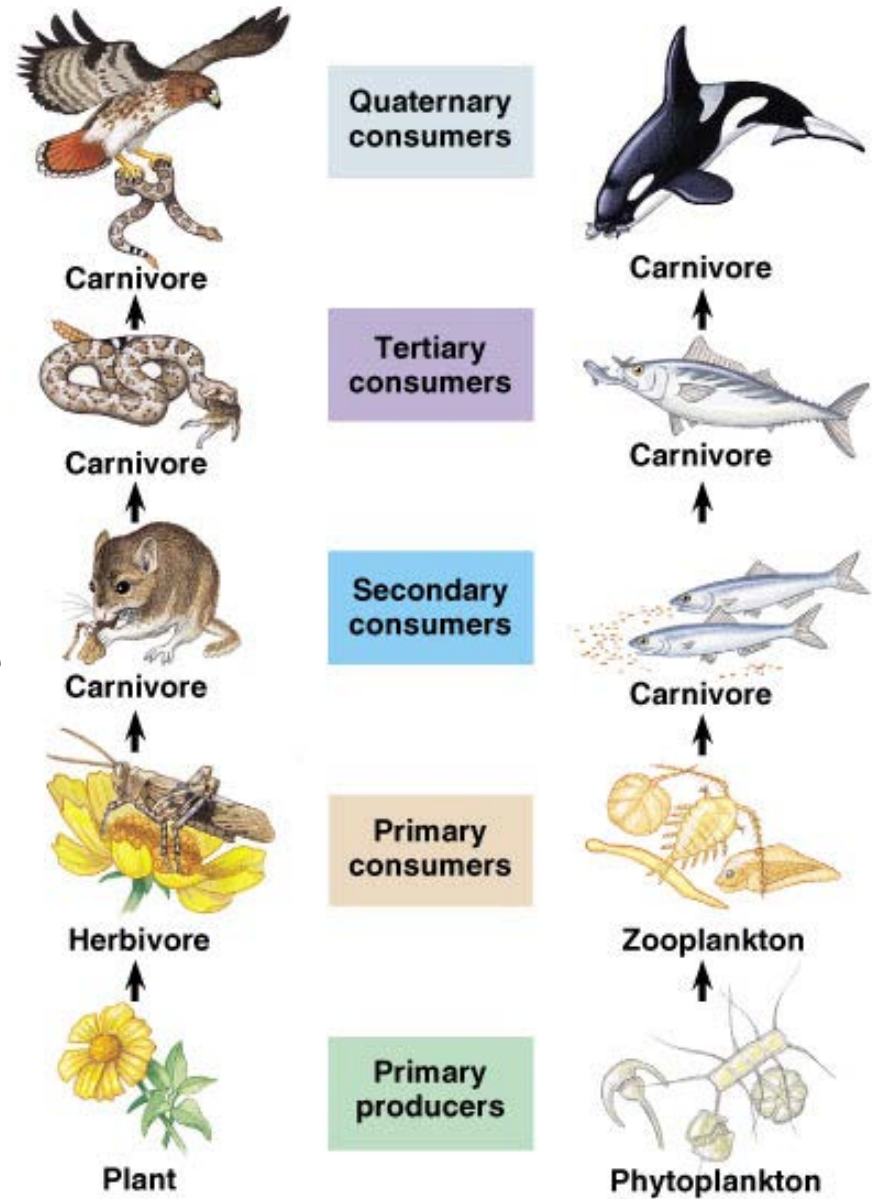 Quaternary
consumers
Carnivore
Carnivore
Tertiary
consumers
Carnivore
Carnivore
Secondary
consumers
Carnivore
Carnivore
Primary
consumers
Herbivore
Zooplankton
Primary
producers
Plant
Phytoplankton